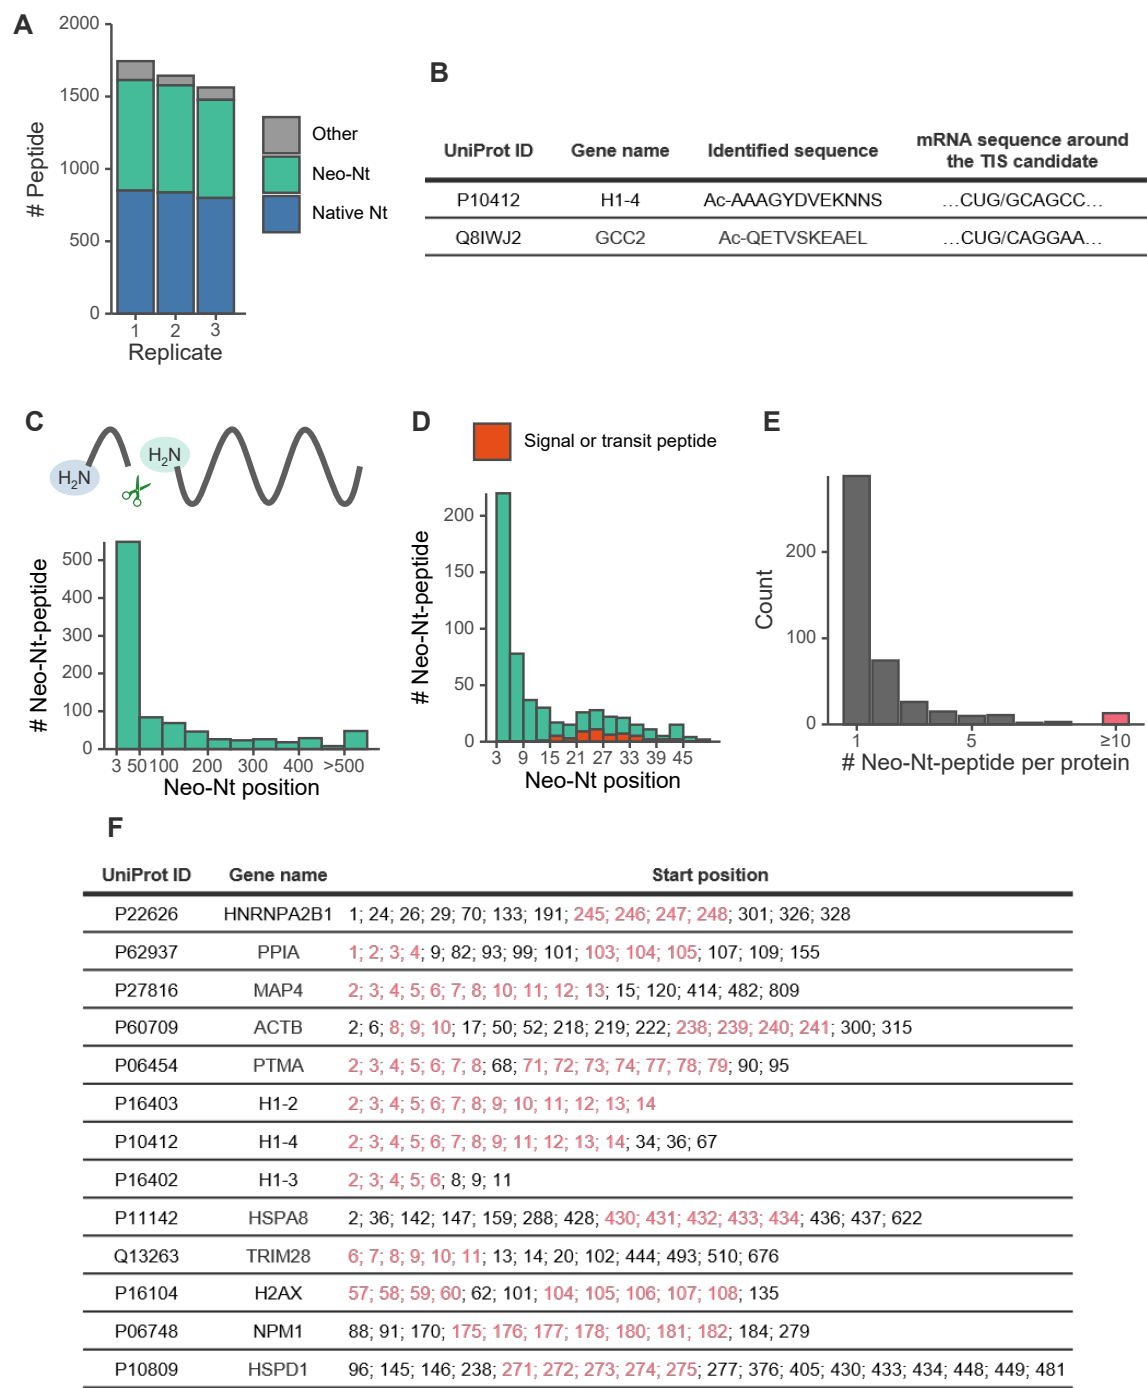 A
2000
1500
1000
500
0
# Peptide
1 2 3
Replicate
Other
Neo-Nt
Native Nt
B
UniProt ID Gene name Identified sequence mRNA sequence around the TIS candidate
P10412 H1-4 Ac-AAAGYDVEKNNS ...CUG/GCAGCC...
Q8IWJ2 GCC2 Ac-QETVSKEAEL ...CUG/CAGGAA...
C
H2N
H2N
500
400
300
200
100
0
# Neo-Nt-peptide
3 50 100 200 300 400 >500
Neo-Nt position
D
Signal or transit peptide
200
150
100
50
0
# Neo-Nt-peptide
3 9 15 21 27 33 39 45
Neo-Nt position
E
200
100
0
Count
1 5 ≥10
# Neo-Nt-peptide per protein
F
UniProt ID Gene name Start position
P22626 HNRNPA2B1 1; 24; 26; 29; 70; 133; 191; 245; 246; 247; 248; 301; 326; 328
P62937 PPIA 1; 2; 3; 4; 9; 82; 93; 99; 101; 103; 104; 105; 107; 109; 155
P27816 MAP4 2; 3; 4; 5; 6; 7; 8; 10; 11; 12; 13; 15; 120; 414; 482; 809
P60709 ACTB 2; 6; 8; 9; 10; 17; 50; 52; 218; 219; 222; 238; 239; 240; 241; 300; 315
P06454 PTMA 2; 3; 4; 5; 6; 7; 8; 68; 71; 72; 73; 74; 77; 78; 79; 90; 95
P16403 H1-2 2; 3; 4; 5; 6; 7; 8; 9; 10; 11; 12; 13; 14
P10412 H1-4 2; 3; 4; 5; 6; 7; 8; 9; 11; 12; 13; 14; 34; 36; 67
P16402 H1-3 2; 3; 4; 5; 6; 8; 9; 11
P11142 HSPA8 2; 36; 142; 147; 159; 288; 428; 430; 431; 432; 433; 434; 436; 437; 622
Q13263 TRIM28 6; 7; 8; 9; 10; 11; 13; 14; 20; 102; 444; 493; 510; 676
P16104 H2AX 57; 58; 59; 60; 62; 101; 104; 105; 106; 107; 108; 135
P06748 NPM1 88; 91; 170; 175; 176; 177; 178; 180; 181; 182; 184; 279
P10809 HSPD1 96; 145; 146; 238; 271; 272; 273; 274; 275; 277; 376; 405; 430; 433; 434; 448; 449; 481